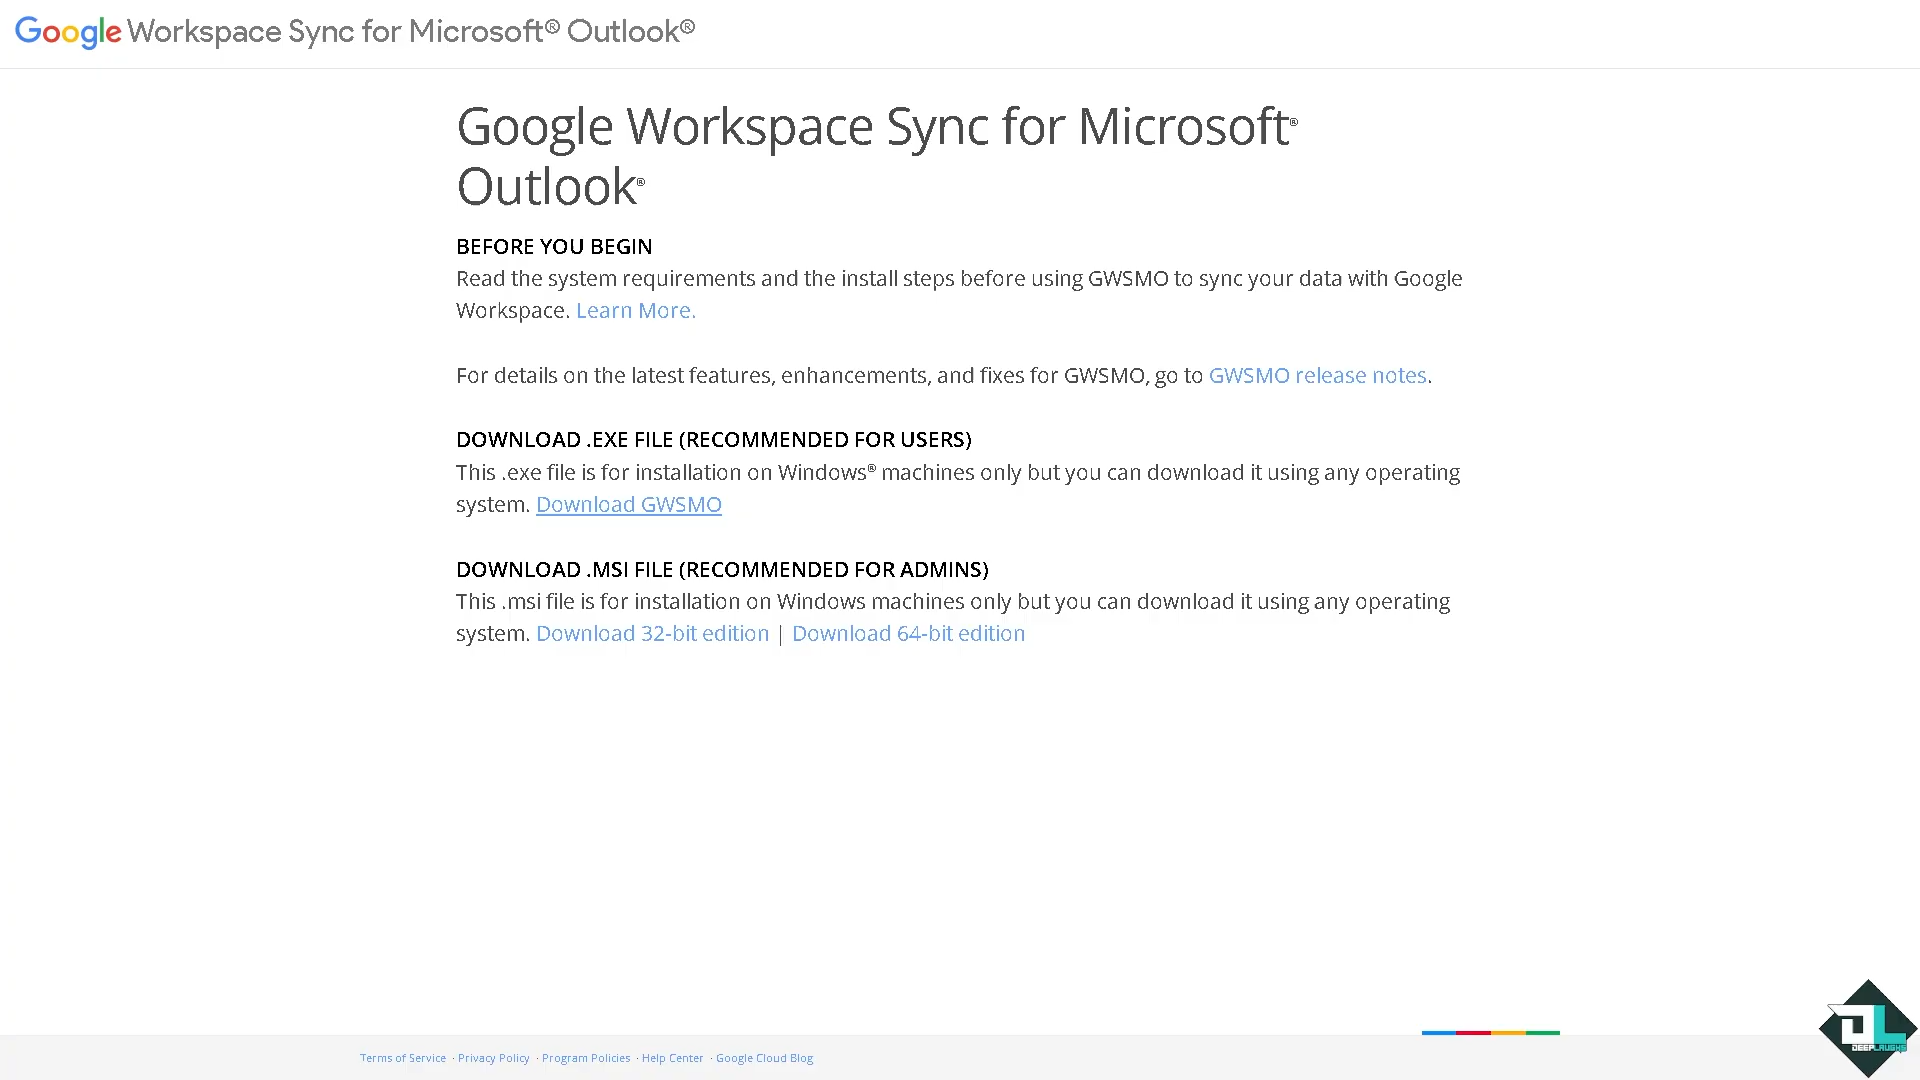 Google Workspace Sync for Microsoft® Outlook®
Google Workspace Sync for Microsoft®
Outlook®
BEFORE YOU BEGIN
Read the system requirements and the install steps before using GWSMO to sync your data with Google
Workspace. Learn More.
For details on the latest features, enhancements, and fixes for GWSMO, go to GWSMO release notes.
DOWNLOAD .EXE FILE (RECOMMENDED FOR USERS)
This .exe file is for installation on Windows® machines only but you can download it using any operating
system. Download GWSMO
DOWNLOAD .MSI FILE (RECOMMENDED FOR ADMINS)
This .msi file is for installation on Windows machines only but you can download it using any operating
system. Download 32-bit edition | Download 64-bit edition
Terms of Service · Privacy Policy · Program Policies · Help Center · Google Cloud Blog
DL
DEEPLAUGHS